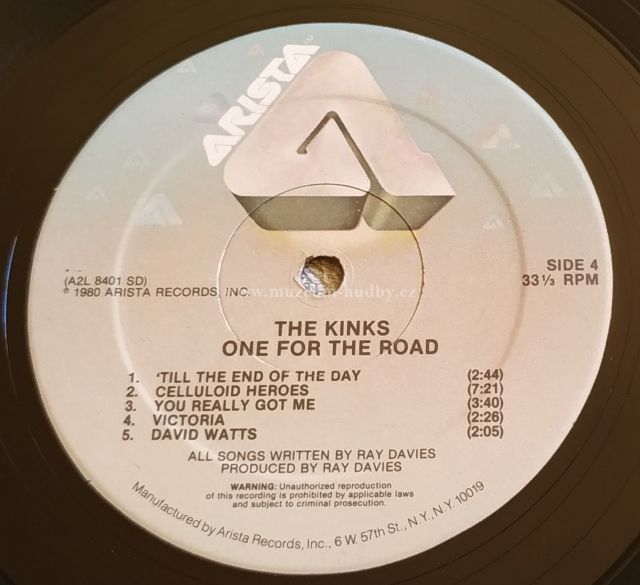 ARISTA
(A2L 8401 SD)
℗ 1980 ARISTA RECORDS, INC.
SIDE 4
33⅓ RPM
THE KINKS
ONE FOR THE ROAD
1. 'TILL THE END OF THE DAY (2:44)
2. CELLULOID HEROES (7:21)
3. YOU REALLY GOT ME (3:40)
4. VICTORIA (2:26)
5. DAVID WATTS (2:05)
ALL SONGS WRITTEN BY RAY DAVIES
PRODUCED BY RAY DAVIES
WARNING: Unauthorized reproduction
of this recording is prohibited by applicable laws
and subject to criminal prosecution.
Manufactured by Arista Records, Inc., 6 W. 57th St., N.Y., N.Y. 10019